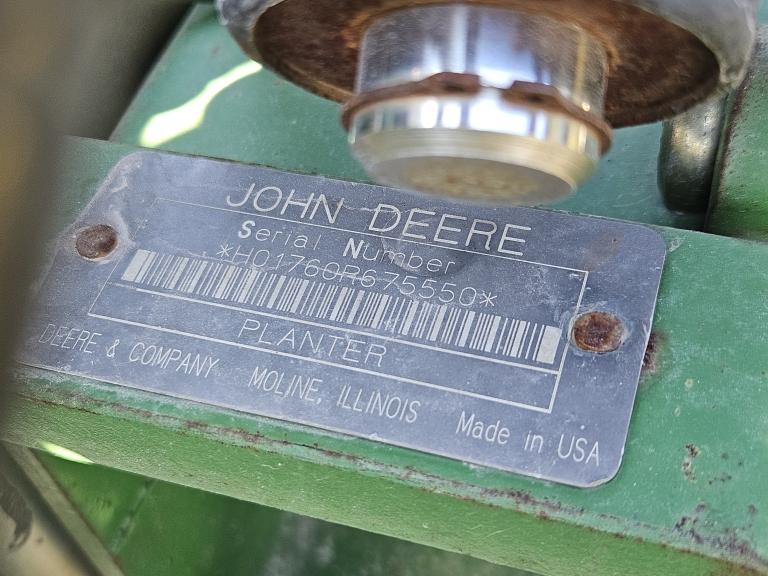 JOHN DEERE
Serial Number
*H01760R675550*
PLANTER
DEERE & COMPANY MOLINE, ILLINOIS Made in USA